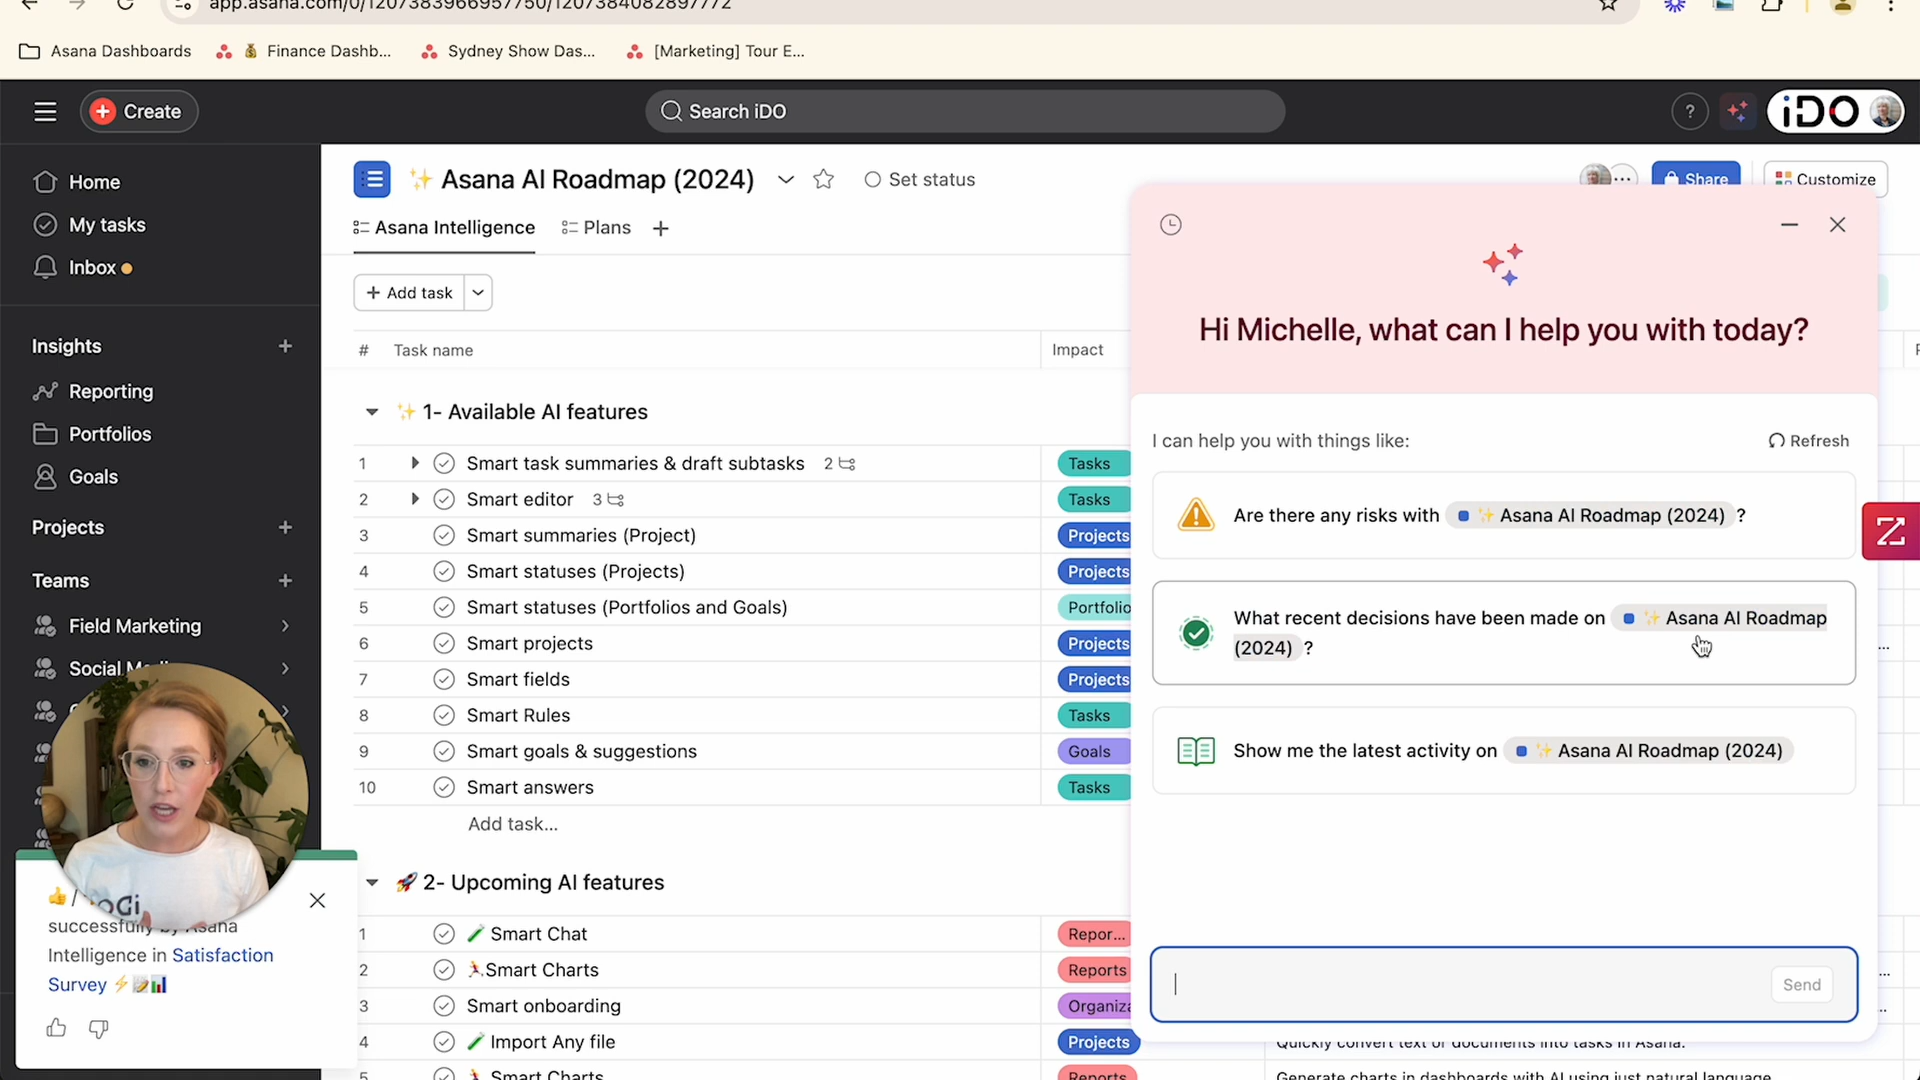 app.asana.com/0/1207383966957750/1207384082897772
Asana Dashboards
💰 Finance Dashb...
Sydney Show Das...
[Marketing] Tour E...
Create
Search iDO
?
iDO
Home
My tasks
Inbox
Insights
Reporting
Portfolios
Goals
Projects
Teams
Field Marketing
Social
successfully by Asana
Intelligence in Satisfaction
Survey ⚡📝📊
✨ Asana AI Roadmap (2024)
Set status
Share
Customize
Asana Intelligence
Plans
+ Add task
# Task name Impact
✨ 1- Available AI features
1 Smart task summaries & draft subtasks 2 Tasks
2 Smart editor 3 Tasks
3 Smart summaries (Project) Projects
4 Smart statuses (Projects) Projects
5 Smart statuses (Portfolios and Goals) Portfolio
6 Smart projects Projects
7 Smart fields Projects
8 Smart Rules Tasks
9 Smart goals & suggestions Goals
10 Smart answers Tasks
Add task...
🚀 2- Upcoming AI features
1 🧪 Smart Chat Repor...
2 🏃Smart Charts Reports
3 Smart onboarding Organiza
4 🧪 Import Any file Projects Quickly convert text or documents into tasks in Asana.
5 🏃 Smart Charts Reports Generate charts in dashboards with AI using just natural language
Hi Michelle, what can I help you with today?
I can help you with things like:
Refresh
Are there any risks with ✨ Asana AI Roadmap (2024) ?
What recent decisions have been made on ✨ Asana AI Roadmap
(2024) ?
Show me the latest activity on ✨ Asana AI Roadmap (2024)
Send